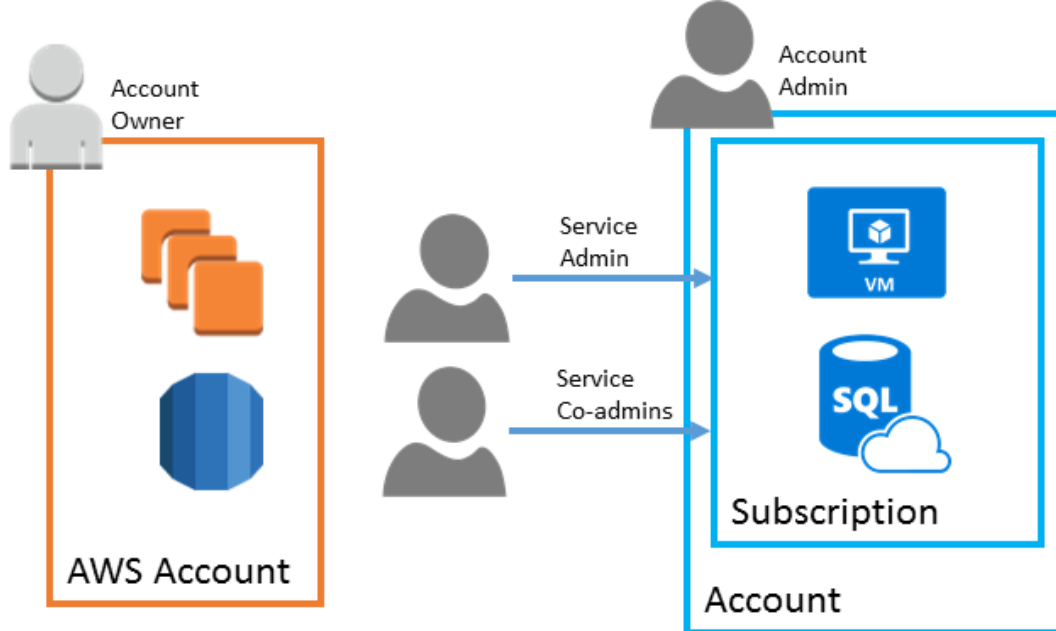 Account
Owner
AWS Account
Service
Admin
Service
Co-admins
Account
Admin
VM
SQL
Subscription
Account